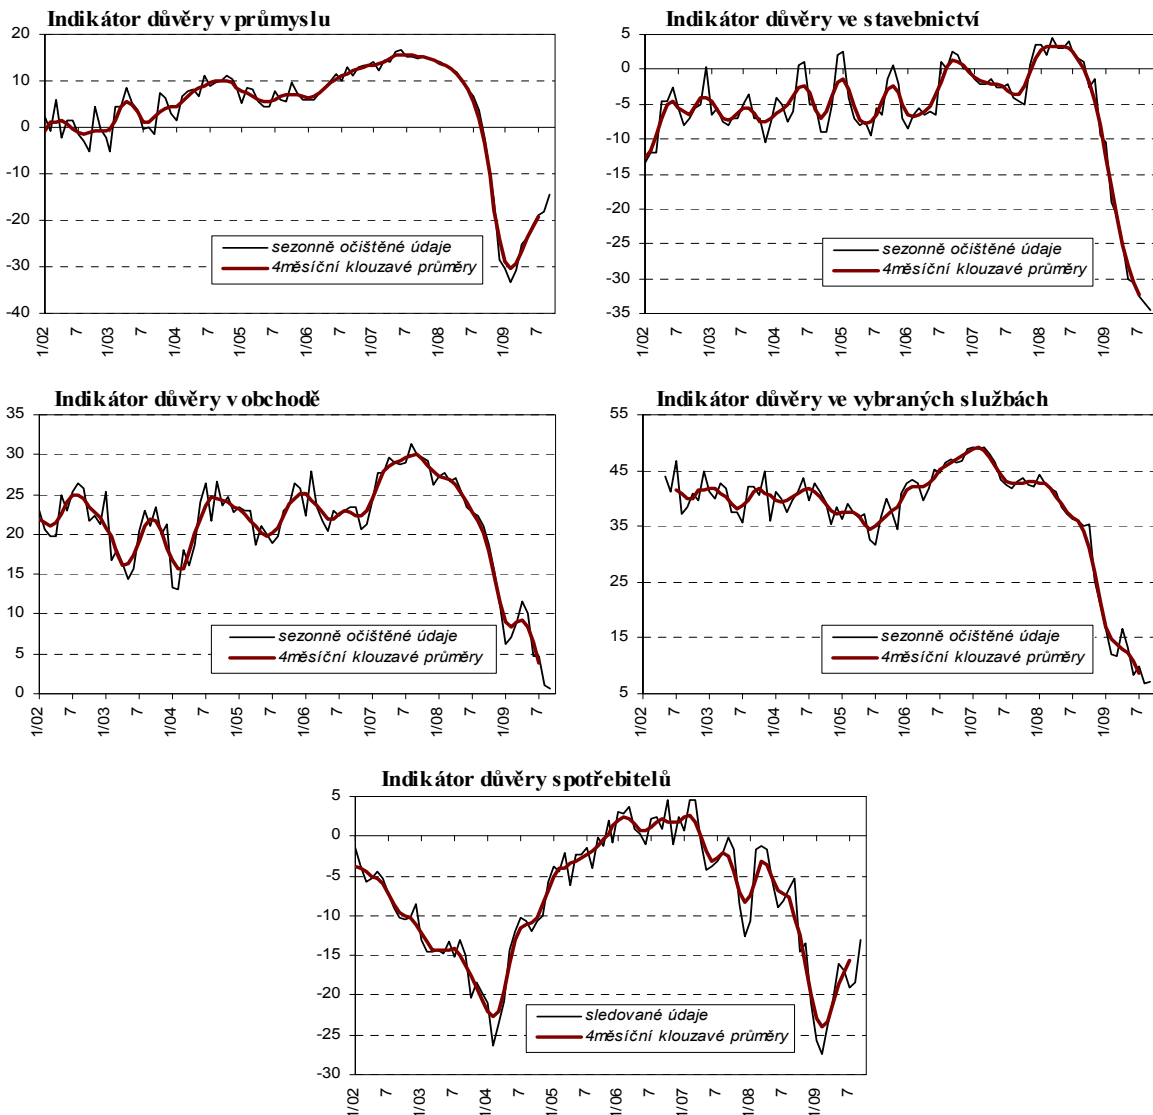 Indikátor důvěry v průmyslu
20
10
0
-10
-20
-30
-40
sezonně očištěné údaje
4měsíční klouzavé průměry
1/02 7 1/03 7 1/04 7 1/05 7 1/06 7 1/07 7 1/08 7 1/09 7
Indikátor důvěry ve stavebnictví
5
0
-5
-10
-15
-20
-25
-30
-35
sezonně očištěné údaje
4měsíční klouzavé průměry
1/02 7 1/03 7 1/04 7 1/05 7 1/06 7 1/07 7 1/08 7 1/09 7
Indikátor důvěry v obchodě
35
30
25
20
15
10
5
0
sezonně očištěné údaje
4měsíční klouzavé průměry
1/02 7 1/03 7 1/04 7 1/05 7 1/06 7 1/07 7 1/08 7 1/09 7
Indikátor důvěry ve vybraných službách
55
45
35
25
15
5
sezonně očištěné údaje
4měsíční klouzavé průměry
1/02 7 1/03 7 1/04 7 1/05 7 1/06 7 1/07 7 1/08 7 1/09 7
Indikátor důvěry spotřebitelů
5
0
-5
-10
-15
-20
-25
-30
sledované údaje
4měsíční klouzavé průměry
1/02 7 1/03 7 1/04 7 1/05 7 1/06 7 1/07 7 1/08 7 1/09 7